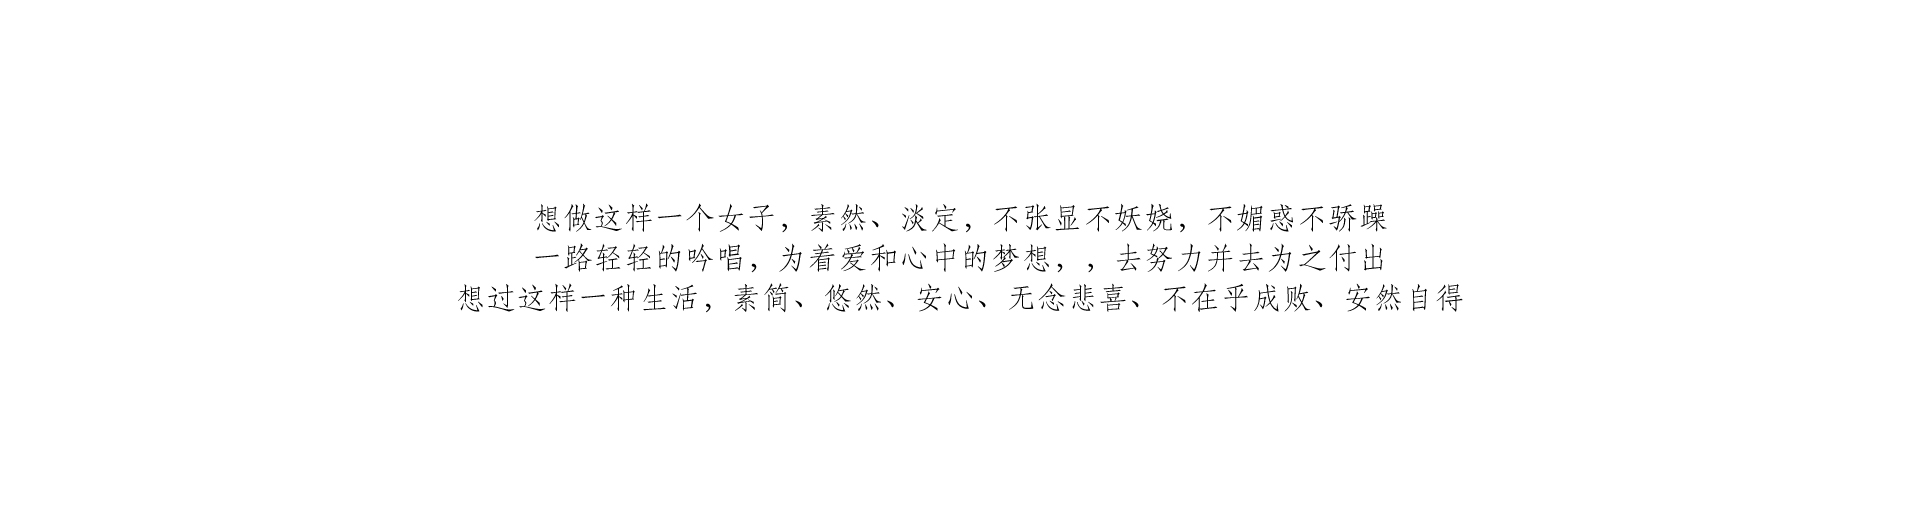 想做这样一个女子，素然、淡定，不张显不妖娆，不媚惑不骄躁
一路轻轻的吟唱，为着爱和心中的梦想，，去努力并去为之付出
想过这样一种生活，素简、悠然、安心、无念悲喜、不在乎成败、安然自得